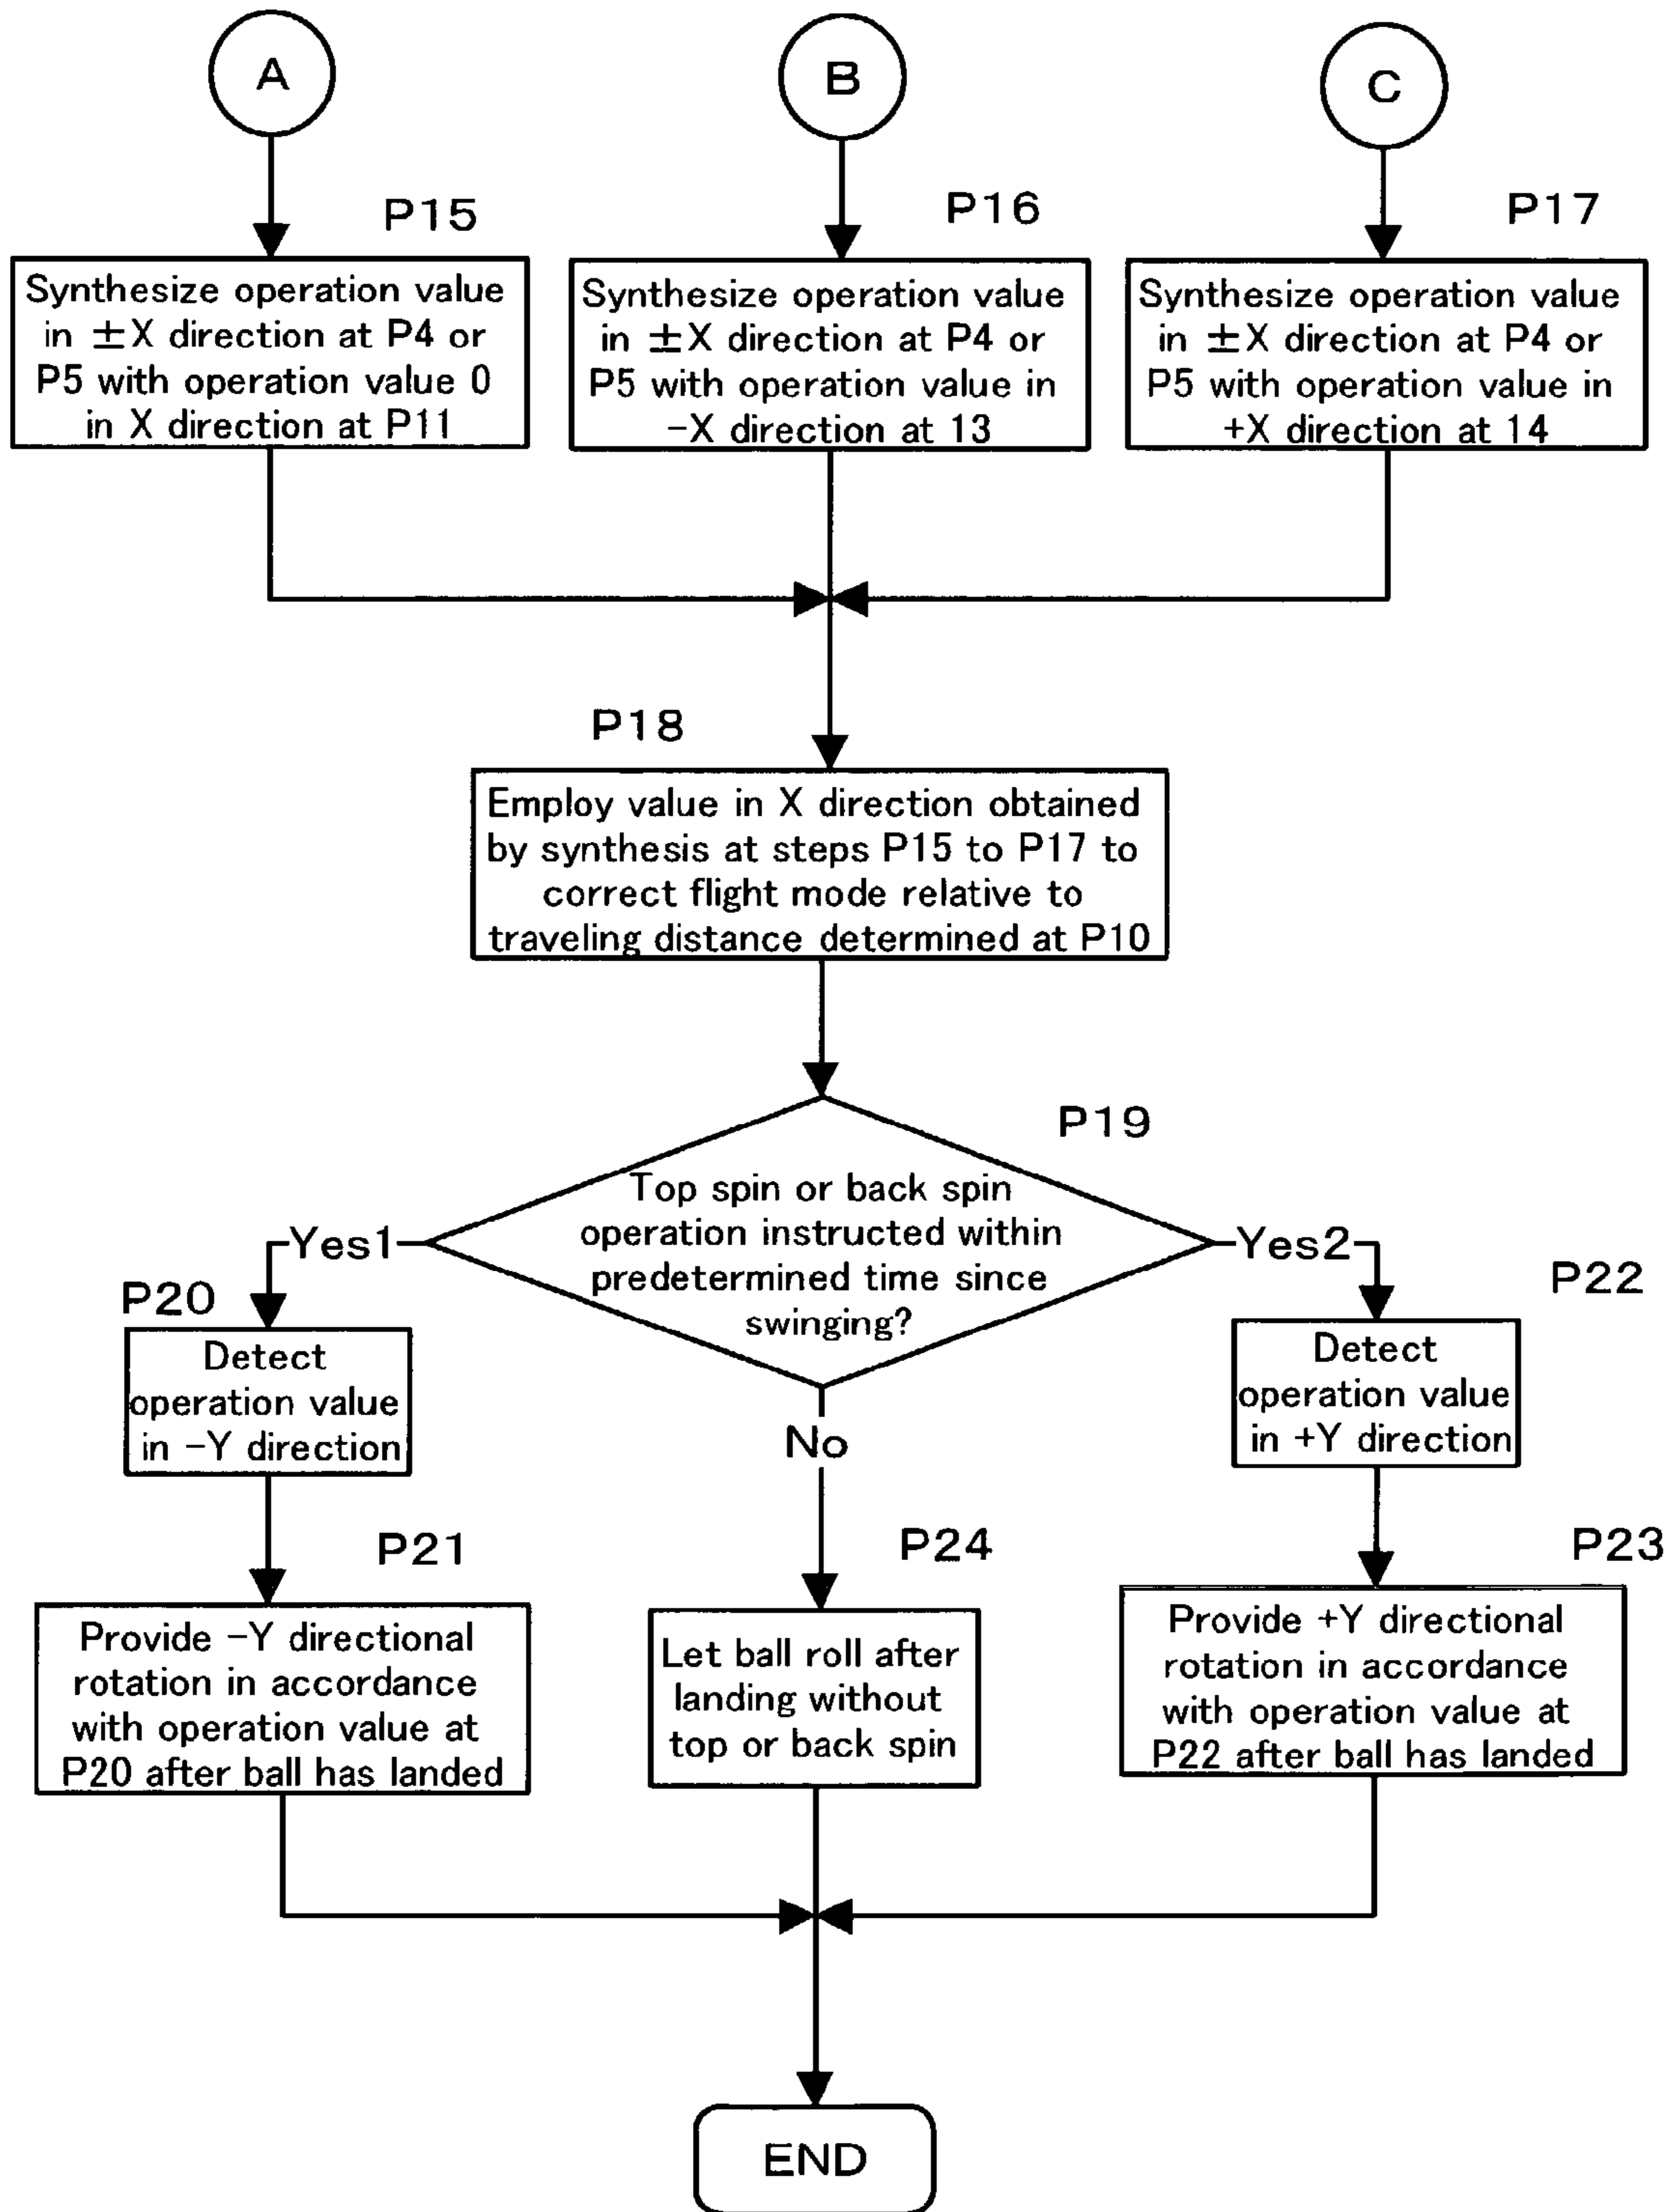 A
B
C
P15
P16
P17
Synthesize operation value
in ±X direction at P4 or
P5 with operation value 0
in X direction at P11
Synthesize operation value
in ±X direction at P4 or
P5 with operation value in
−X direction at 13
Synthesize operation value
in ±X direction at P4 or
P5 with operation value in
+X direction at 14
P18
Employ value in X direction obtained
by synthesis at steps P15 to P17 to
correct flight mode relative to
traveling distance determined at P10
P19
Top spin or back spin
operation instructed within
predetermined time since
swinging?
Yes1
Yes2
No
P20
Detect
operation value
in −Y direction
P22
Detect
operation value
in +Y direction
P21
Provide −Y directional
rotation in accordance
with operation value at
P20 after ball has landed
P24
Let ball roll after
landing without
top or back spin
P23
Provide +Y directional
rotation in accordance
with operation value at
P22 after ball has landed
END